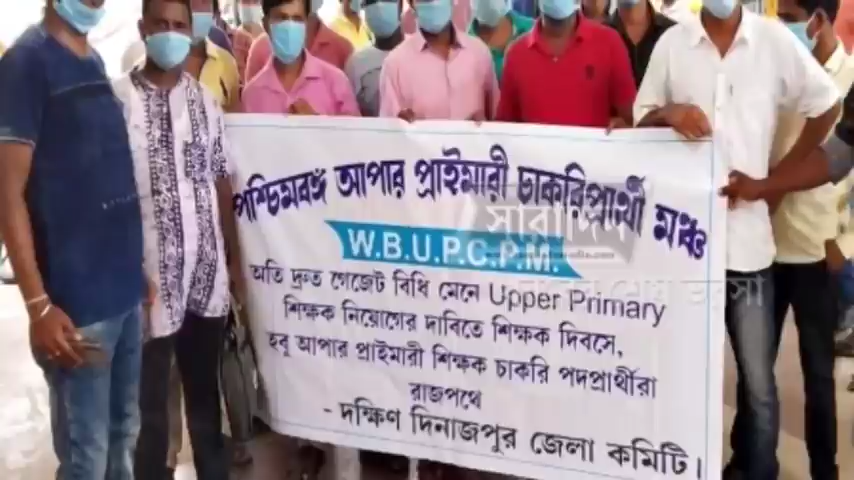 পশ্চিমবঙ্গ আপার প্রাইমারী চাকরিপ্রার্থী মঞ্চ
W.B.U.P.C.P.M.
অতি দ্রুত গেজেট বিধি মেনে Upper Primary
শিক্ষক নিয়োগের দাবিতে শিক্ষক দিবসে,
হবু আপার প্রাইমারী শিক্ষক চাকরি পদপ্রার্থীরা
রাজপথে
- দক্ষিণ দিনাজপুর জেলা কমিটি।
সারাদিন